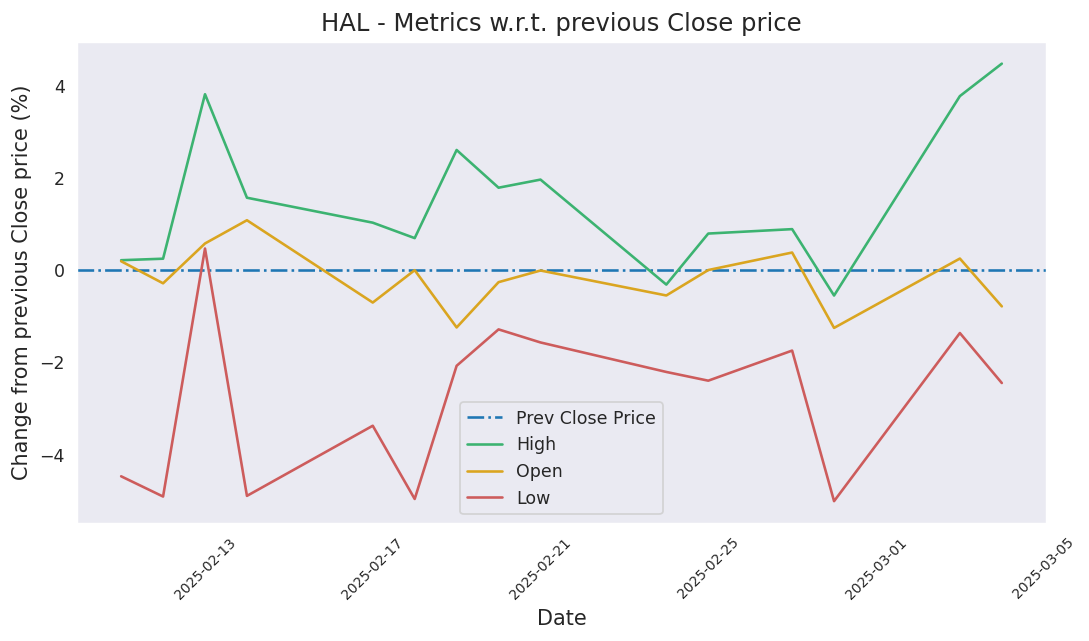 HAL - Metrics w.r.t. previous Close price
Change from previous Close price (%)
4
2
0
−2
−4
Prev Close Price
High
Open
Low
2025-02-13
2025-02-17
2025-02-21
2025-02-25
2025-03-01
2025-03-05
Date